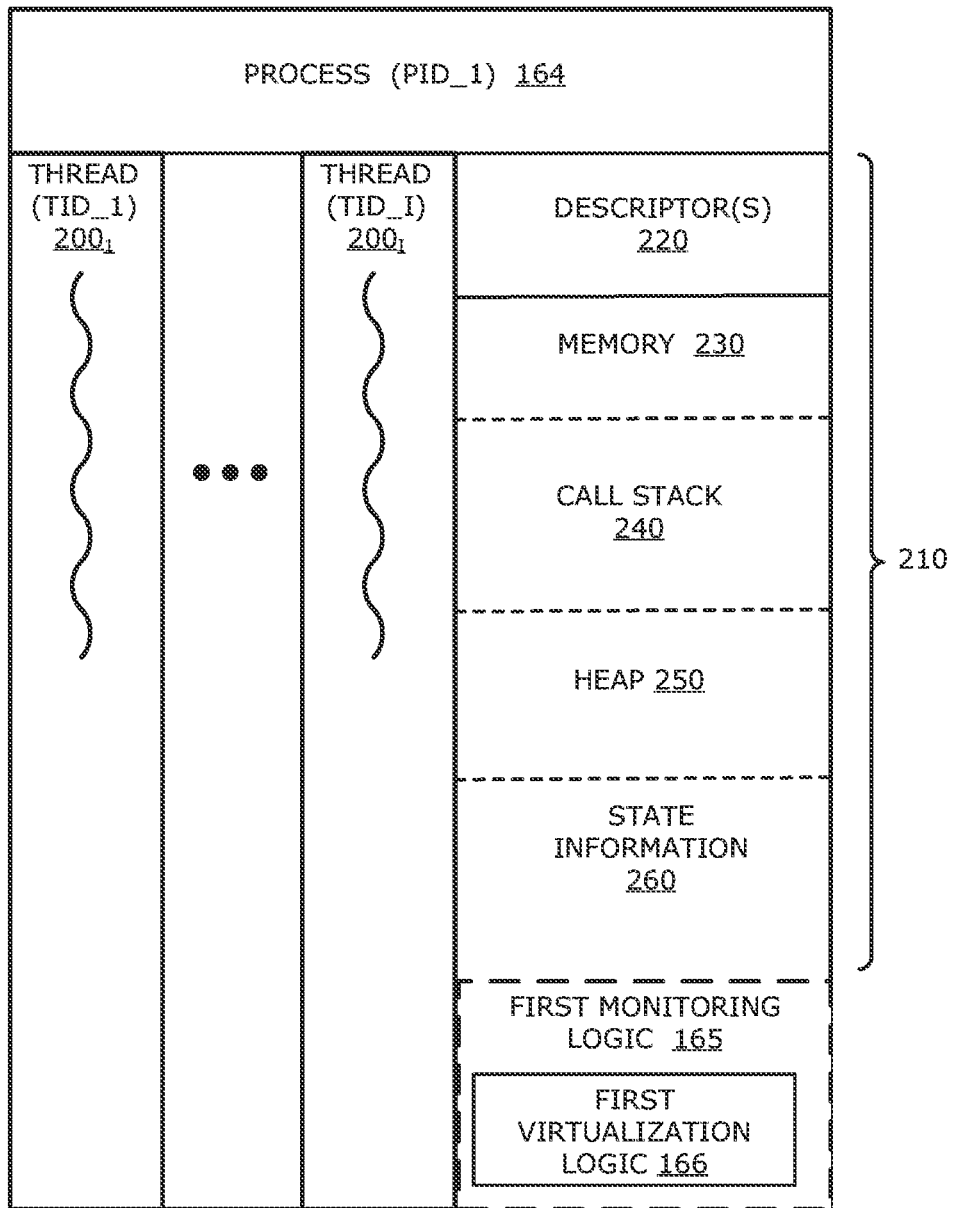 PROCESS (PID_1) 164
THREAD
(TID_1)
200₁
THREAD
(TID_I)
200_I
DESCRIPTOR(S)
220
MEMORY 230
CALL STACK
240
HEAP 250
STATE
INFORMATION
260
210
FIRST MONITORING
LOGIC 165
FIRST
VIRTUALIZATION
LOGIC 166